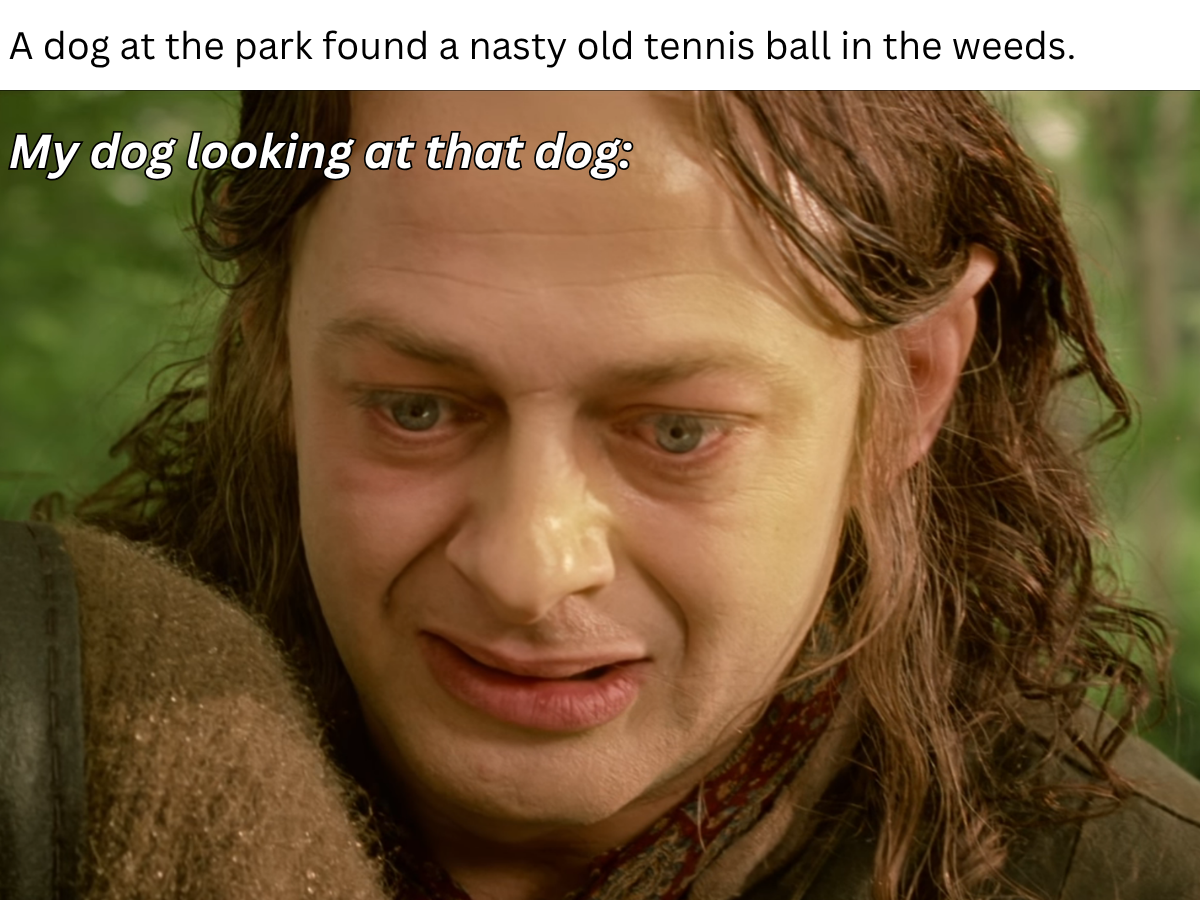 A dog at the park found a nasty old tennis ball in the weeds.
My dog looking at that dog: